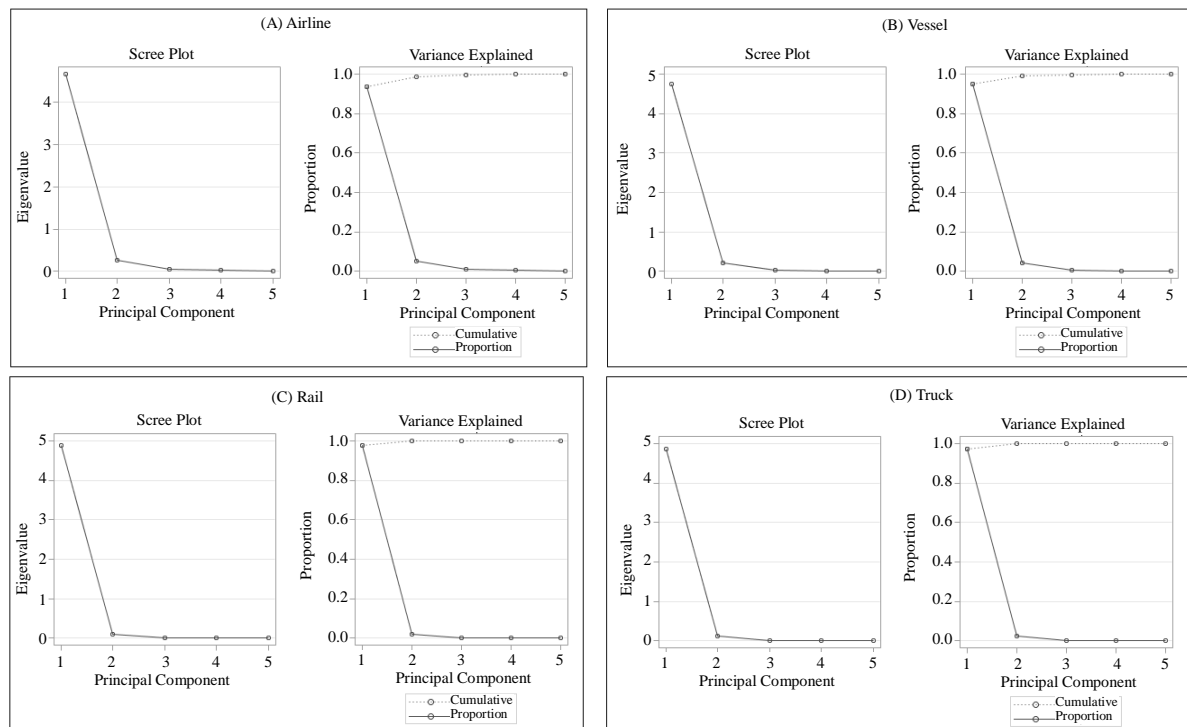 (A) Airline
Scree Plot
Variance Explained
4
3
2
1
0
Eigenvalue
1 2 3 4 5
Principal Component
1.0
0.8
0.6
0.4
0.2
0.0
Proportion
1 2 3 4 5
Principal Component
Cumulative
Proportion
(B) Vessel
Scree Plot
Variance Explained
5
4
3
2
1
0
Eigenvalue
1 2 3 4 5
Principal Component
1.0
0.8
0.6
0.4
0.2
0.0
Proportion
1 2 3 4 5
Principal Component
Cumulative
Proportion
(C) Rail
Scree Plot
Variance Explained
5
4
3
2
1
0
Eigenvalue
1 2 3 4 5
Principal Component
1.0
0.8
0.6
0.4
0.2
0.0
Proportion
1 2 3 4 5
Principal Component
Cumulative
Proportion
(D) Truck
Scree Plot
Variance Explained
5
4
3
2
1
0
Eigenvalue
1 2 3 4 5
Principal Component
1.0
0.8
0.6
0.4
0.2
0.0
Proportion
1 2 3 4 5
Principal Component
Cumulative
Proportion